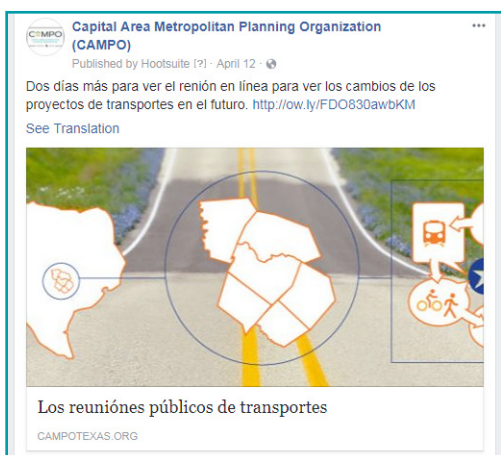 CAMPO
Capital Area Metropolitan Planning Organization
(CAMPO)
Published by Hootsuite [?] · April 12 ·
Dos días más para ver el renión en línea para ver los cambios de los
proyectos de transportes en el futuro. http://ow.ly/FDO830awbKM
See Translation
Los reuniónes públicos de transportes
CAMPOTEXAS.ORG